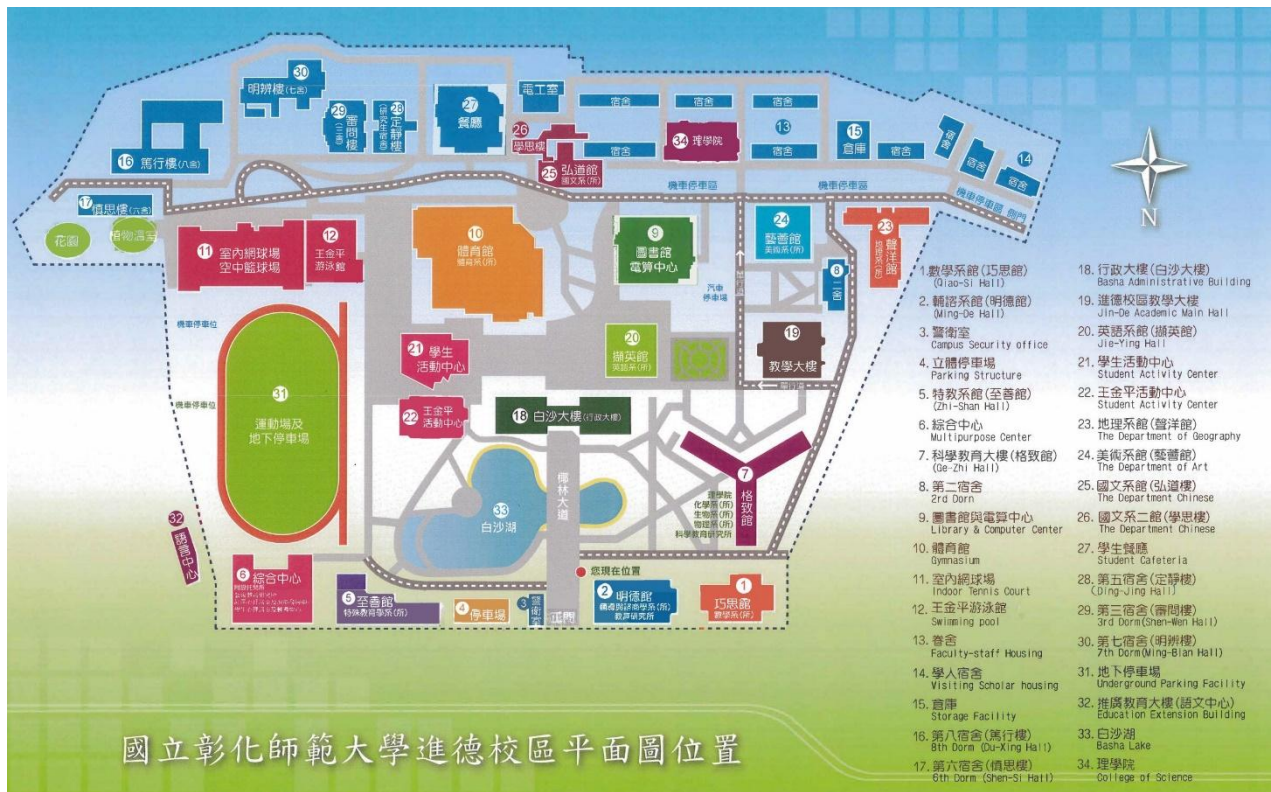 30
明辨樓(七舍)
29
審問樓
(三舍)
28
定靜樓
(研究生宿舍)
27
餐廳
電工室
宿舍
宿舍
宿舍
26
學思樓
34 理學院
13
15
倉庫
宿舍
14
宿舍
宿舍
宿舍
16 篤行樓(八舍)
25
弘道館
國文系(所)
宿舍
宿舍
宿舍
機車停車區
機車停車區
機車停車區 側門
17
慎思樓(六舍)
花圃
植物溫室
11
室內網球場
空中籃球場
12
王金平
游泳館
10
體育館
體育系(所)
9
圖書館
電算中心
24
藝薈館
美術系(所)
23
聲洋館
地理系(所)
8
二舍
汽車
停車場
單行道
N
機車停車位
機車停車位
31
運動場及
地下停車場
21 學生
活動中心
20
擷英館
英語系(所)
19
教學大樓
單行道
22 王金平
活動中心
18 白沙大樓(行政大樓)
33
白沙湖
椰林大道
7
格致館
理學院
化學系(所)
生物系(所)
物理系(所)
科學教育研究所
32
語言中心
6 綜合中心
5 至善館
特殊教育學系(所)
4 停車場
3
警衛室
正門
您現在位置
2 明德館
輔導與諮商學系(所)
教育研究所
1
巧思館
數學系(所)
1.數學系館(巧思館)
(Qiao-Si Hall)
2.輔諮系館(明德館)
(Ming-De Hall)
3.警衛室
Campus Security office
4.立體停車場
Parking Structure
5.特教系館(至善館)
(Zhi-Shan Hall)
6.綜合中心
Multipurpose Center
7.科學教育大樓(格致館)
(Ge-Zhi Hall)
8.第二宿舍
2rd Dorn
9.圖書館與電算中心
Library & Computer Center
10.體育館
Gymnasium
11.室內網球場
Indoor Tennis Court
12.王金平游泳館
Swimming pool
13.眷舍
Faculty-staff Housing
14.學人宿舍
Visiting Scholar housing
15.倉庫
Storage Facility
16.第八宿舍(篤行樓)
8th Dorm (Du-Xing Hall)
17.第六宿舍(慎思樓)
6th Dorm (Shen-Si Hall)
18.行政大樓(白沙大樓)
Basha Administrative Building
19.進德校區教學大樓
Jin-De Academic Main Hall
20.英語系館(擷英館)
Jie-Ying Hall
21.學生活動中心
Student Activity Center
22.王金平活動中心
Student Activity Center
23.地理系館(聲洋館)
The Department of Geography
24.美術系館(藝薈館)
The Department of Art
25.國文系館(弘道樓)
The Department Chinese
26.國文系二館(學思樓)
The Department Chinese
27.學生餐廳
Student Cafeteria
28.第五宿舍(定靜樓)
(Ding-Jing Hall)
29.第三宿舍(審問樓)
3rd Dorm(Shen-Wen Hall)
30.第七宿舍(明辨樓)
7th Dorm(Ming-Bian Hall)
31.地下停車場
Underground Parking Facility
32.推廣教育大樓(語文中心)
Education Extension Building
33.白沙湖
Basha Lake
34.理學院
College of Science
國立彰化師範大學進德校區平面圖位置